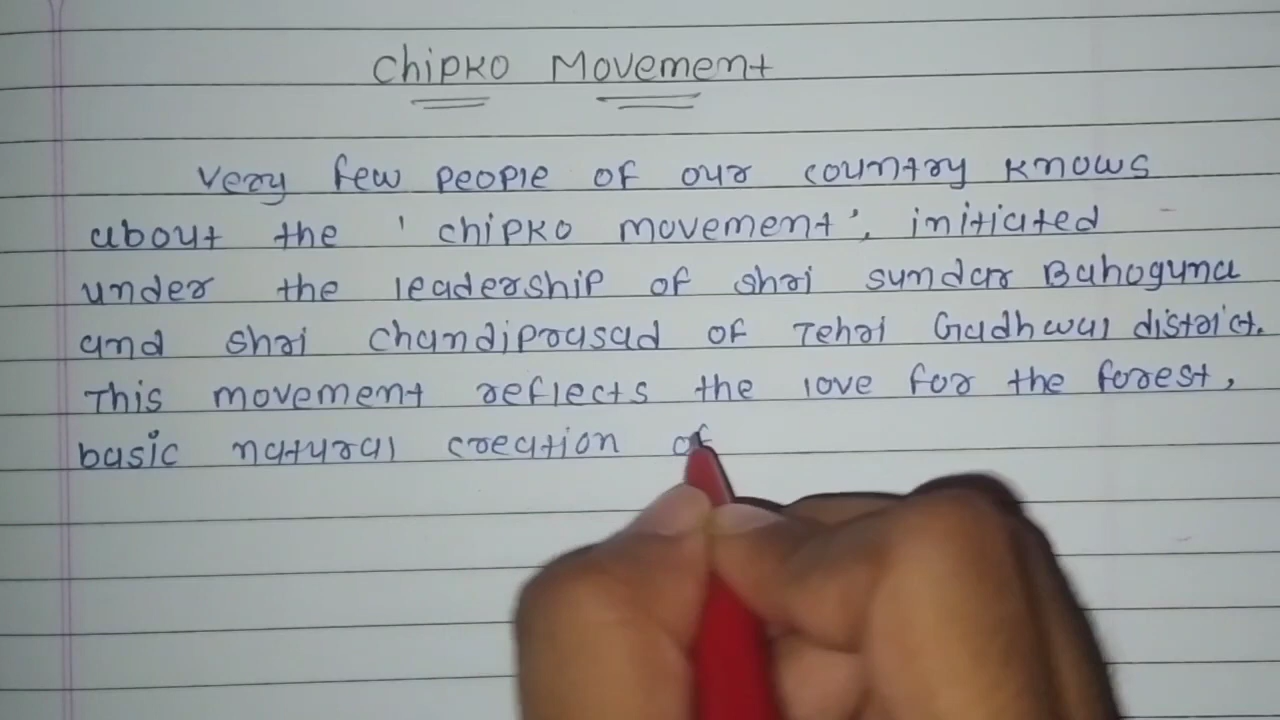 Chipko Movement
Very few people of our country knows
about the 'chipko movement', initiated
under the leadership of shri sundar Bahoguna
and shri Chandiprasad of Tehri Gadhwal district.
This movement reflects the love for the forest,
basic natural creation of